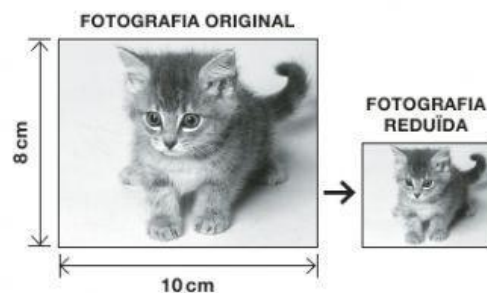 FOTOGRAFIA ORIGINAL
8 cm
10 cm
FOTOGRAFIA
REDUÏDA